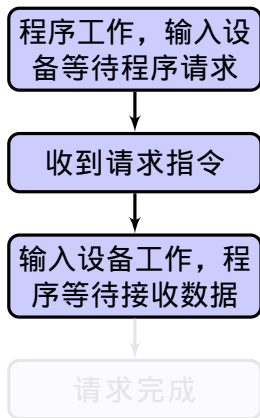 程序工作，输入设
备等待程序请求
收到请求指令
输入设备工作，程
序等待接收数据
请求完成